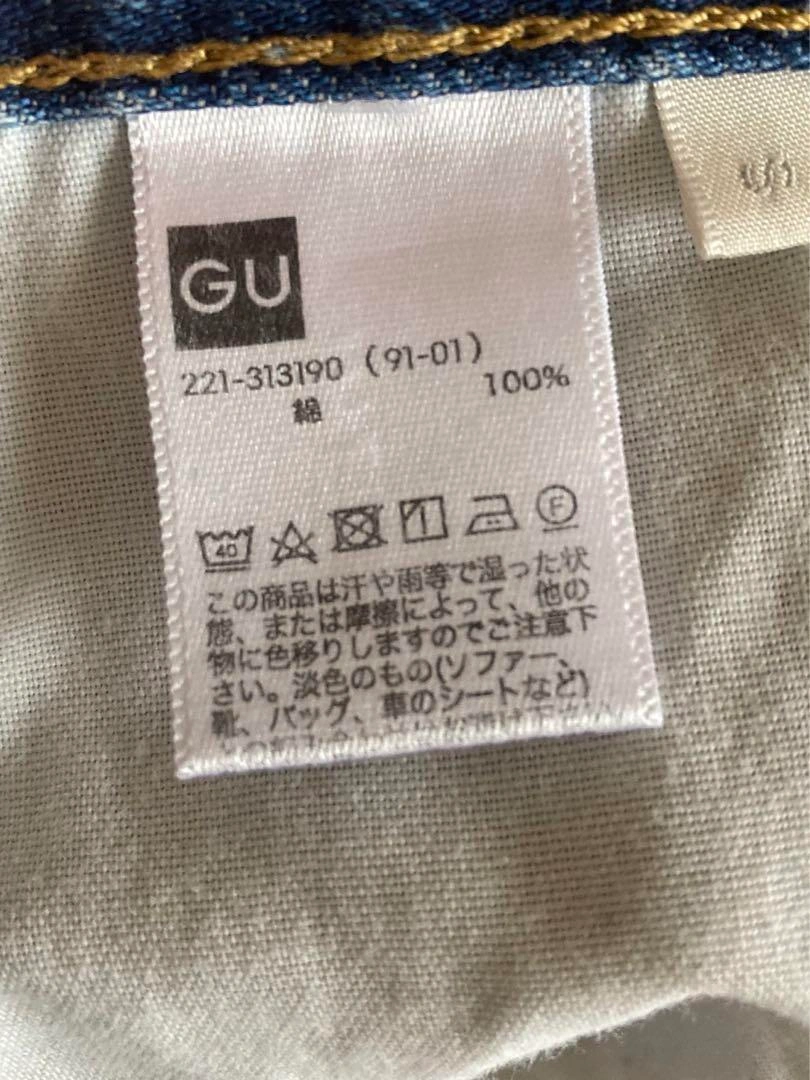 GU
221-313190 (91-01)
綿 100%
40 F
この商品は汗や雨等で湿った状
態、または摩擦によって、他の
物に色移りしますのでご注意下
さい。淡色のもの(ソファー、
靴、バッグ、車のシートなど)